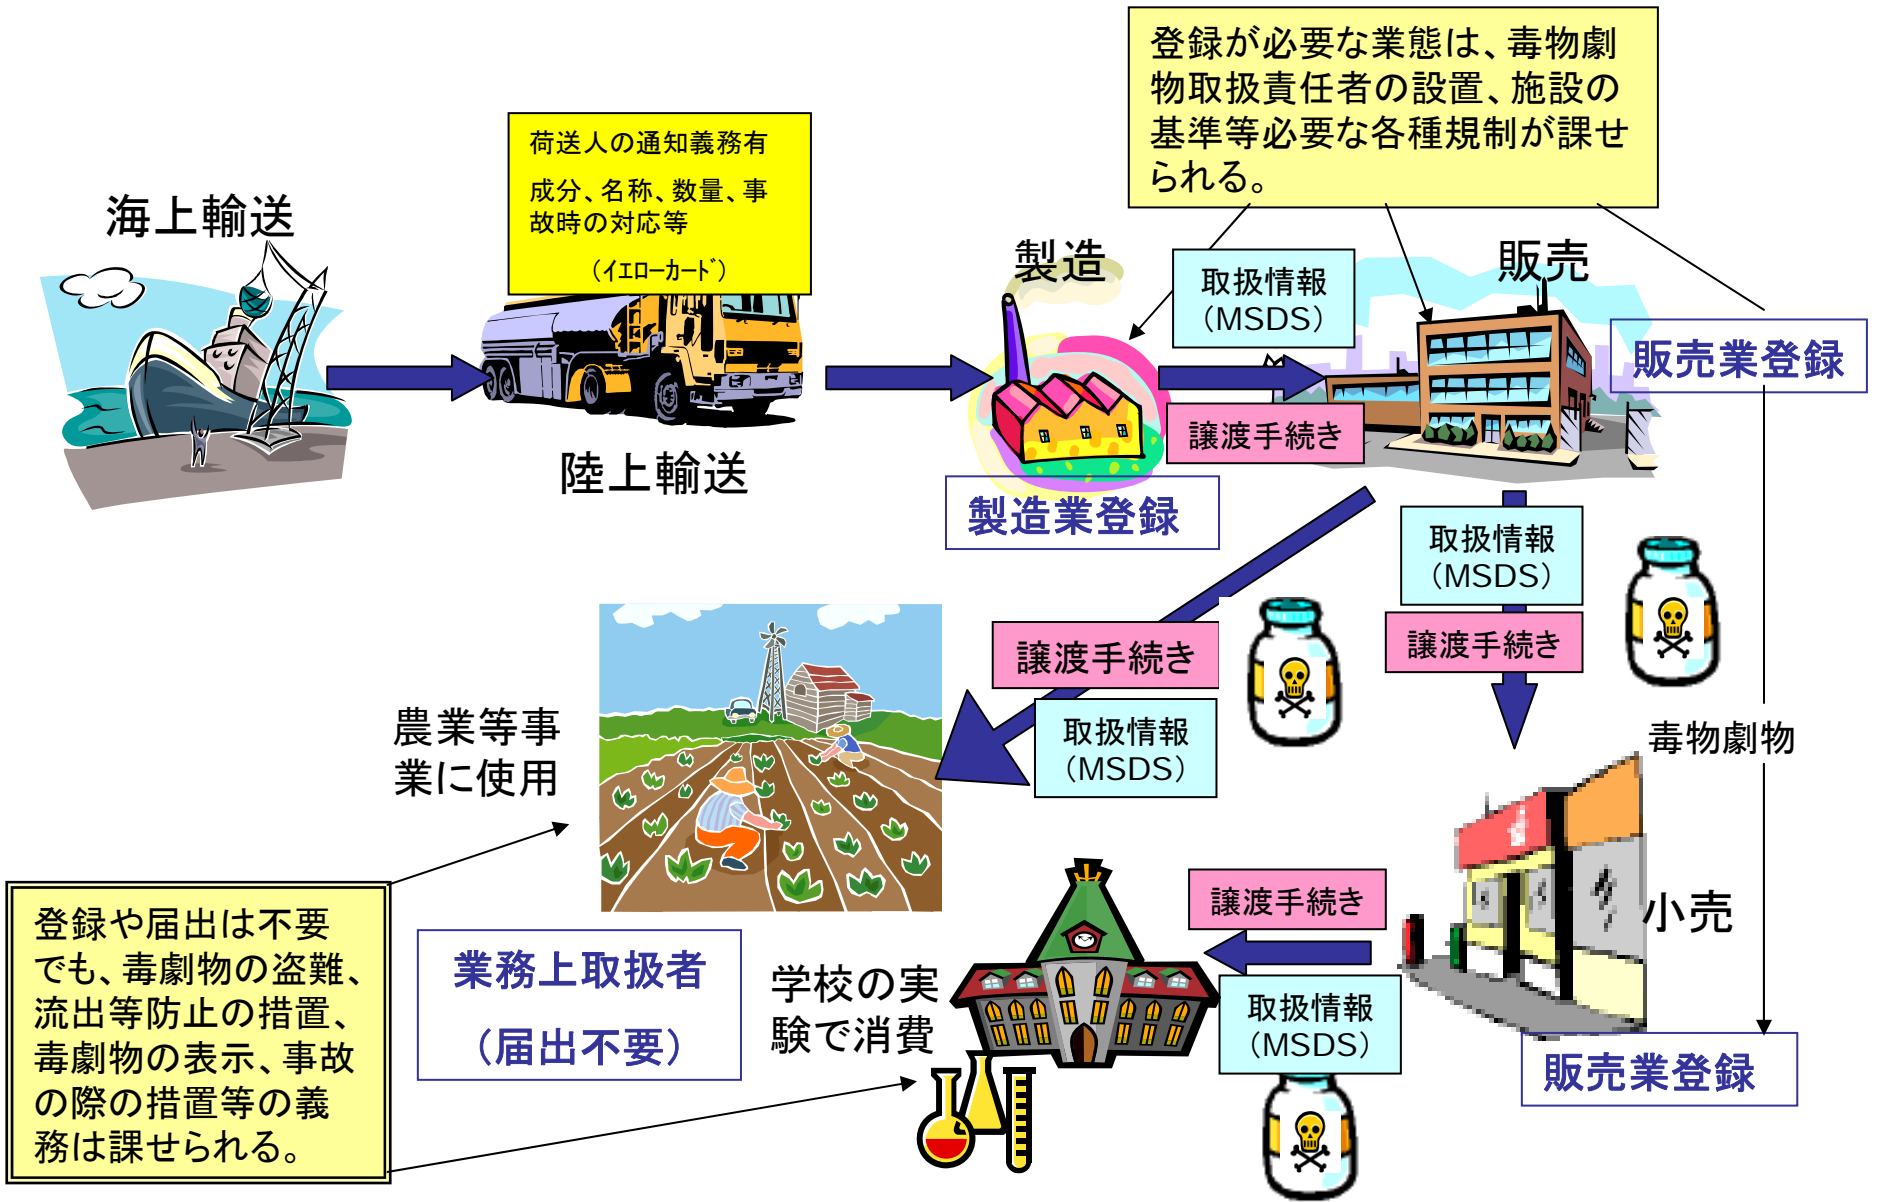 登録が必要な業態は、毒物劇
物取扱責任者の設置、施設の
基準等必要な各種規制が課せ
られる。
荷送人の通知義務有
成分、名称、数量、事
故時の対応等
（ｲｴﾛｰｶｰﾄﾞ）
海上輸送
陸上輸送
製造
取扱情報
（MSDS）
販売
販売業登録
譲渡手続き
製造業登録
取扱情報
（MSDS）
譲渡手続き
譲渡手続き
取扱情報
（MSDS）
毒物劇物
農業等事
業に使用
小売
譲渡手続き
取扱情報
（MSDS）
販売業登録
学校の実
験で消費
業務上取扱者
（届出不要）
登録や届出は不要
でも、毒劇物の盗難、
流出等防止の措置、
毒劇物の表示、事故
の際の措置等の義
務は課せられる。